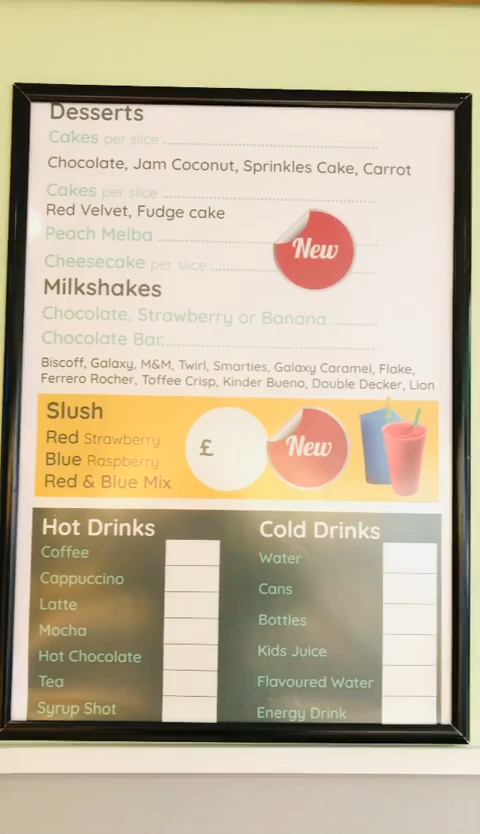 Desserts
Cakes per slice
Chocolate, Jam Coconut, Sprinkles Cake, Carrot
Cakes per slice
Red Velvet, Fudge cake
Peach Melba
New
Cheesecake per slice
Milkshakes
Chocolate, Strawberry or Banana
Chocolate Bar
Biscoff, Galaxy, M&M, Twirl, Smarties, Galaxy Caramel, Flake,
Ferrero Rocher, Toffee Crisp, Kinder Bueno, Double Decker, Lion
Slush
Red Strawberry
Blue Raspberry
Red & Blue Mix
£
New
Hot Drinks
Coffee
Cappuccino
Latte
Mocha
Hot Chocolate
Tea
Syrup Shot
Cold Drinks
Water
Cans
Bottles
Kids Juice
Flavoured Water
Energy Drink